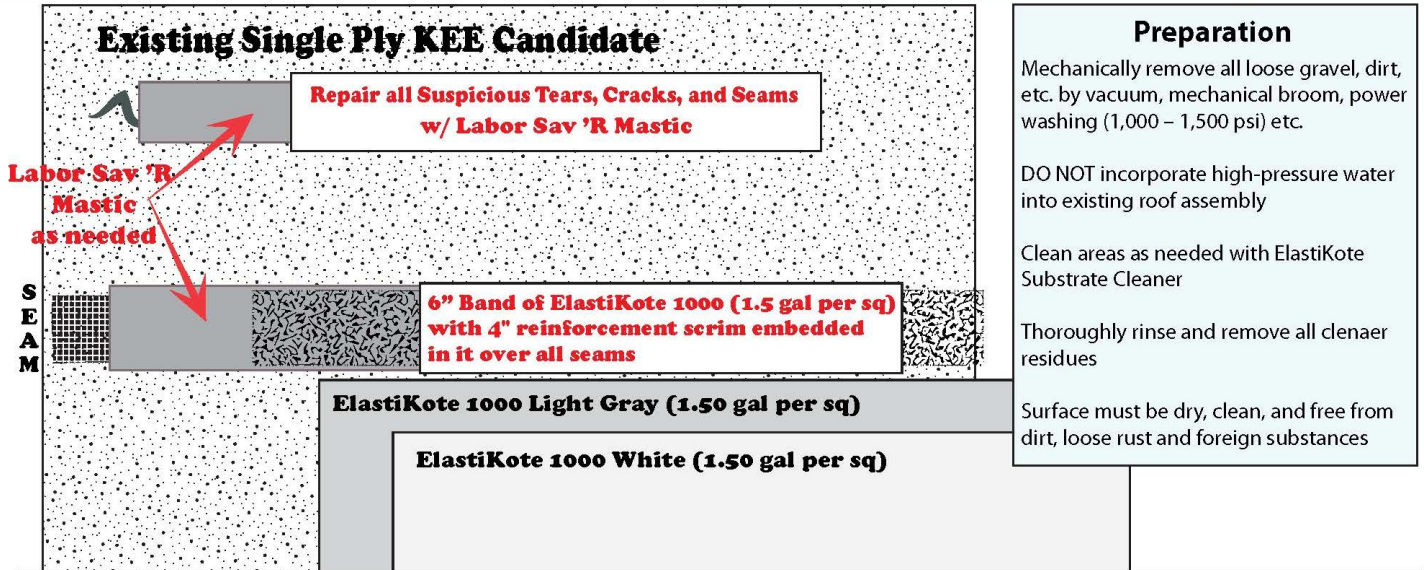 Existing Single Ply KEE Candidate
Repair all Suspicious Tears, Cracks, and Seams
w/ Labor Sav 'R Mastic
Labor Sav 'R
Mastic
as needed
SEAM
6” Band of ElastiKote 1000 (1.5 gal per sq)
with 4" reinforcement scrim embedded
in it over all seams
ElastiKote 1000 Light Gray (1.50 gal per sq)
ElastiKote 1000 White (1.50 gal per sq)
Preparation
Mechanically remove all loose gravel, dirt,
etc. by vacuum, mechanical broom, power
washing (1,000 – 1,500 psi) etc.
DO NOT incorporate high-pressure water
into existing roof assembly
Clean areas as needed with ElastiKote
Substrate Cleaner
Thoroughly rinse and remove all clenaer
residues
Surface must be dry, clean, and free from
dirt, loose rust and foreign substances